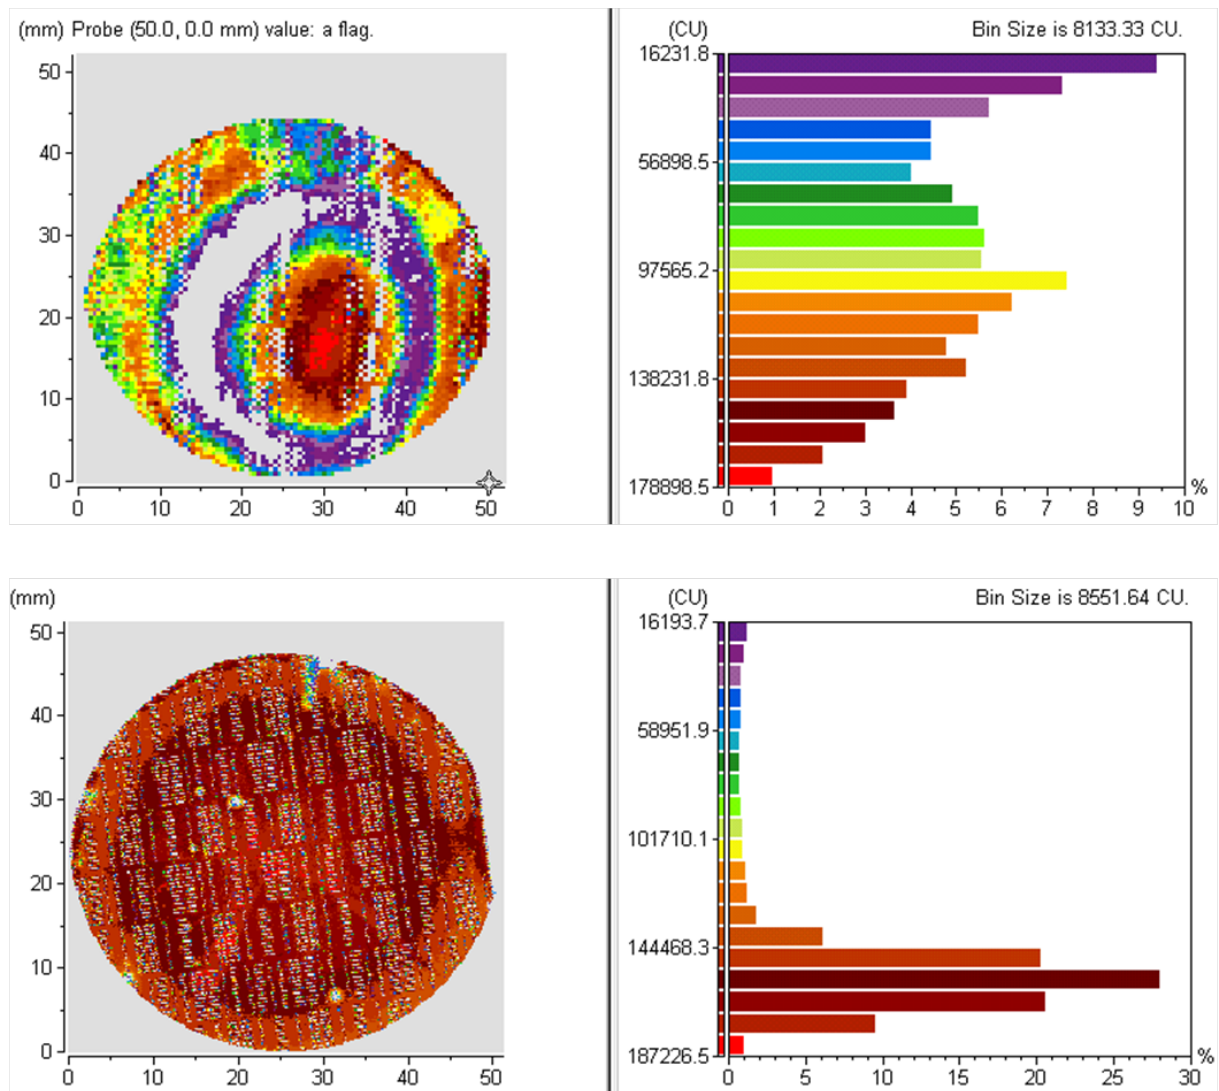 (mm) Probe (50.0, 0.0 mm) value: a flag.
50
40
30
20
10
0
0 10 20 30 40 50
(CU) Bin Size is 8133.33 CU.
16231.8
56898.5
97565.2
138231.8
178898.5
0 1 2 3 4 5 6 7 8 9 10 %
(mm)
50
40
30
20
10
0
0 10 20 30 40 50
(CU) Bin Size is 8551.64 CU.
16193.7
58951.9
101710.1
144468.3
187226.5
0 5 10 15 20 25 30 %